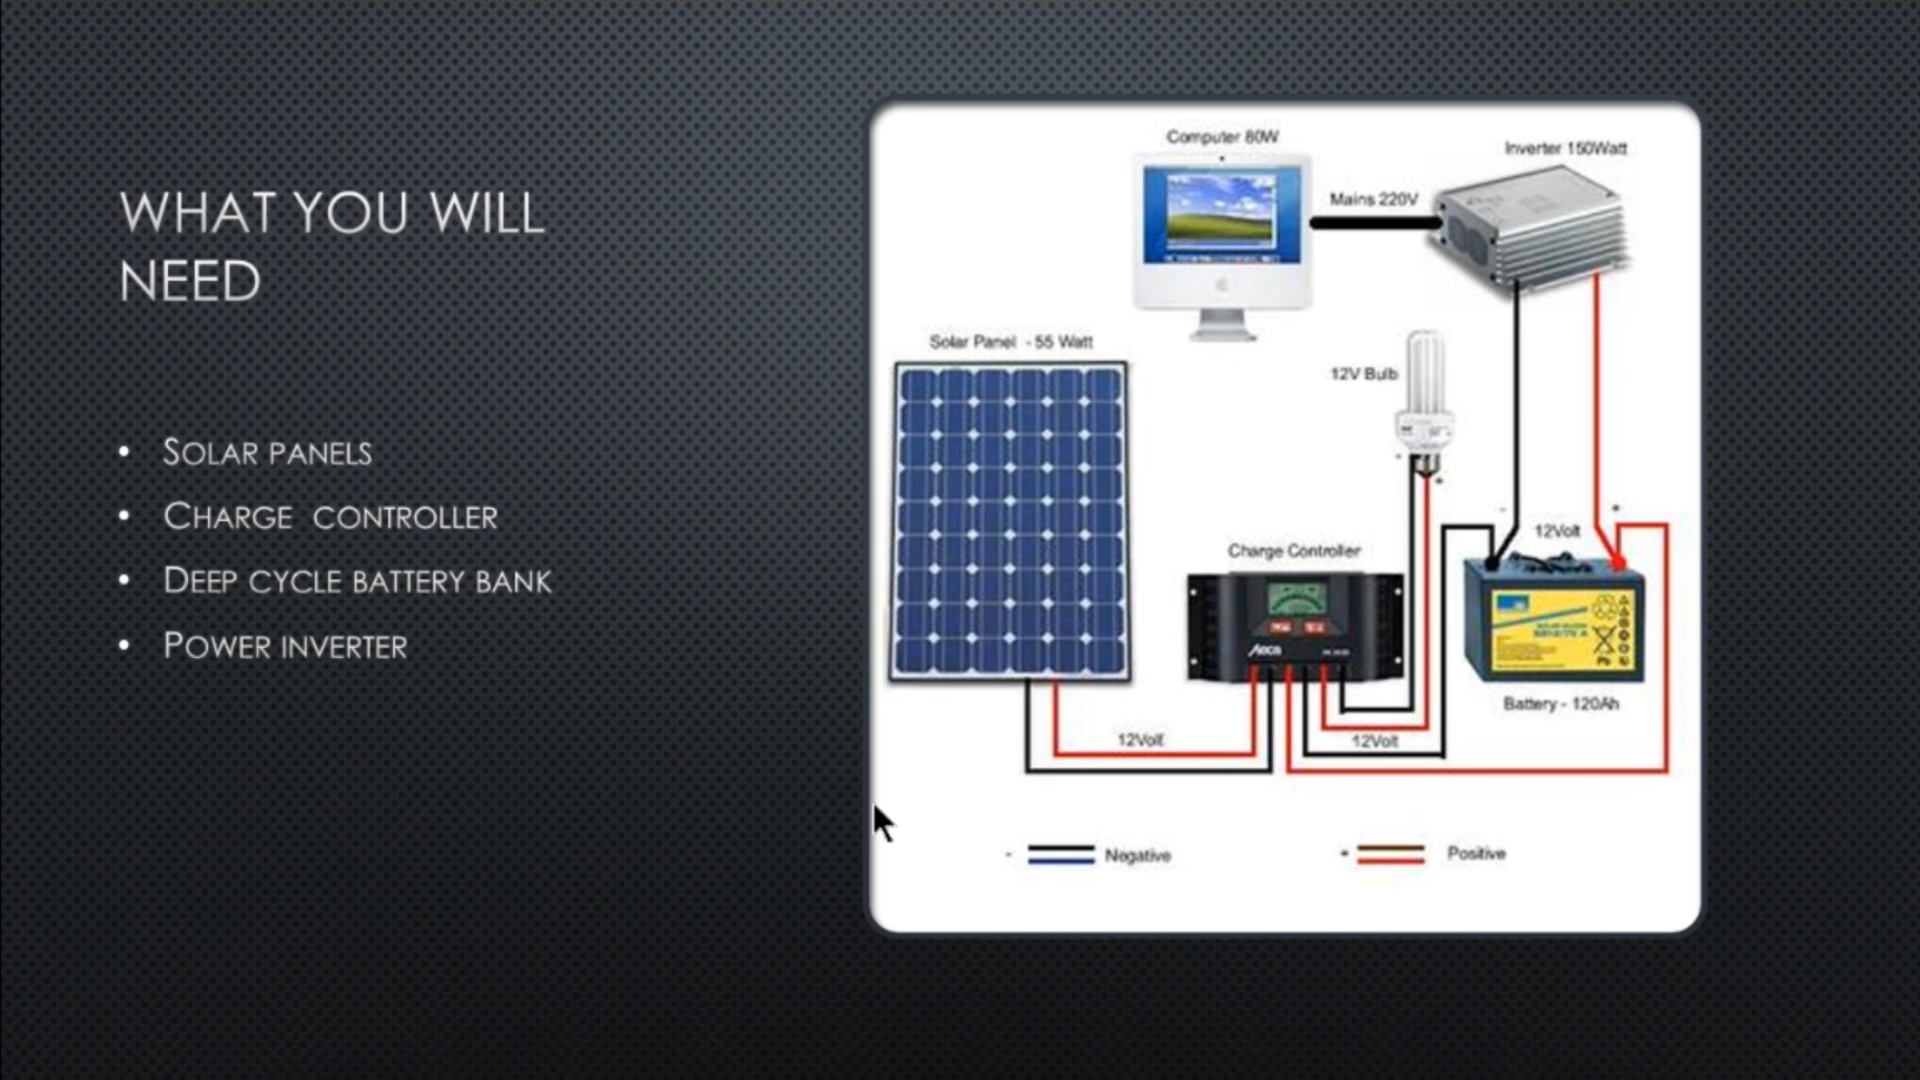 WHAT YOU WILL
NEED
• SOLAR PANELS
• CHARGE CONTROLLER
• DEEP CYCLE BATTERY BANK
• POWER INVERTER
Computer 80W
Inverter 150Watt
Mains 220V
Solar Panel - 55 Watt
12V Bulb
-
+
- 12Volt +
Charge Controller
Steca
Battery - 120Ah
12Volt
12Volt
- Negative
+ Positive